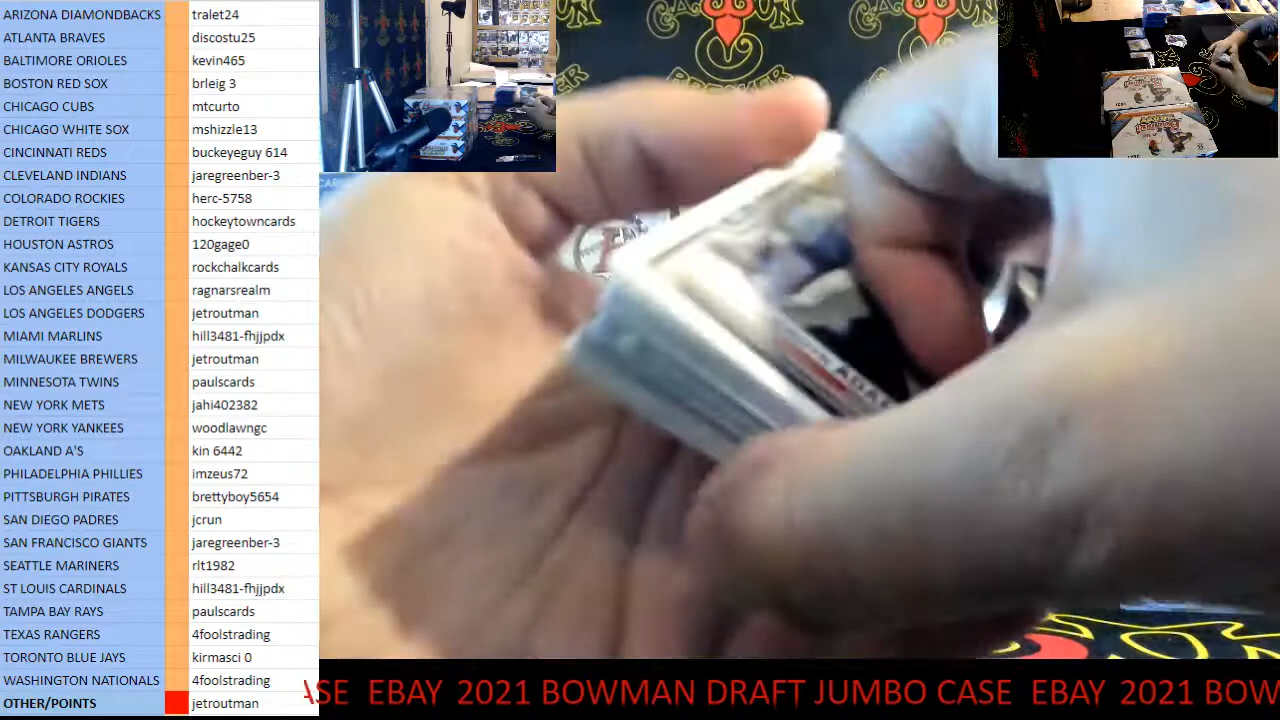 ARIZONA DIAMONDBACKS tralet24
ATLANTA BRAVES discostu25
BALTIMORE ORIOLES kevin465
BOSTON RED SOX brleig 3
CHICAGO CUBS mtcurto
CHICAGO WHITE SOX mshizzle13
CINCINNATI REDS buckeyeguy 614
CLEVELAND INDIANS jaregreenber-3
COLORADO ROCKIES herc-5758
DETROIT TIGERS hockeytowncards
HOUSTON ASTROS 120gage0
KANSAS CITY ROYALS rockchalkcards
LOS ANGELES ANGELS ragnarsrealm
LOS ANGELES DODGERS jetroutman
MIAMI MARLINS hill3481-fhjjpdx
MILWAUKEE BREWERS jetroutman
MINNESOTA TWINS paulscards
NEW YORK METS jahi402382
NEW YORK YANKEES woodlawngc
OAKLAND A'S kin 6442
PHILADELPHIA PHILLIES imzeus72
PITTSBURGH PIRATES brettyboy5654
SAN DIEGO PADRES jcrun
SAN FRANCISCO GIANTS jaregreenber-3
SEATTLE MARINERS rlt1982
ST LOUIS CARDINALS hill3481-fhjjpdx
TAMPA BAY RAYS paulscards
TEXAS RANGERS 4foolstrading
TORONTO BLUE JAYS kirmasci 0
WASHINGTON NATIONALS 4foolstrading
OTHER/POINTS jetroutman
ASE EBAY 2021 BOWMAN DRAFT JUMBO CASE EBAY 2021 BOW